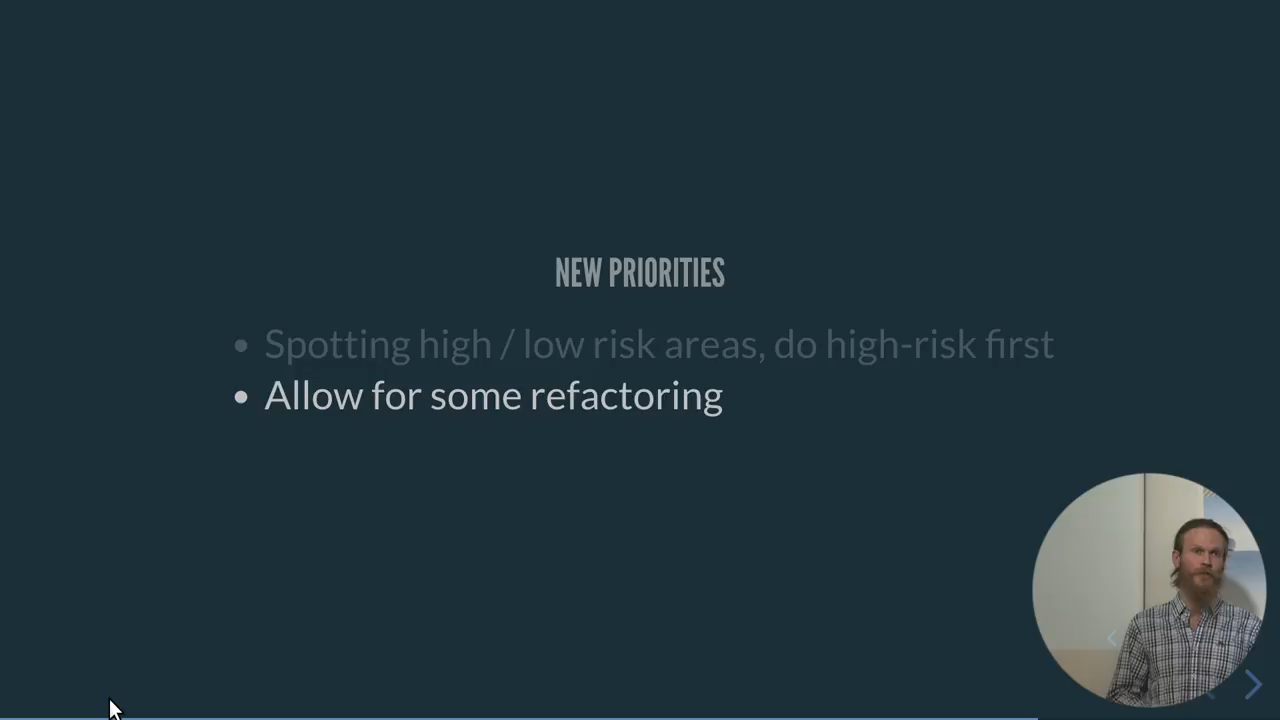 NEW PRIORITIES
• Spotting high / low risk areas, do high-risk first
• Allow for some refactoring